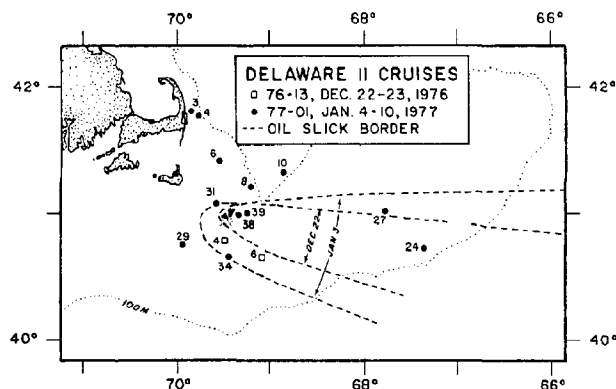 70° 68° 66°
42°
DELAWARE II CRUISES
□ 76-13, DEC. 22-23, 1976
• 77-01, JAN. 4-10, 1977
---- OIL SLICK BORDER
3
4
6
10
8
31
39
38
27
29
4
6
34
24
DEC 22
JAN 3
100M
40° 40°
70° 68° 66°